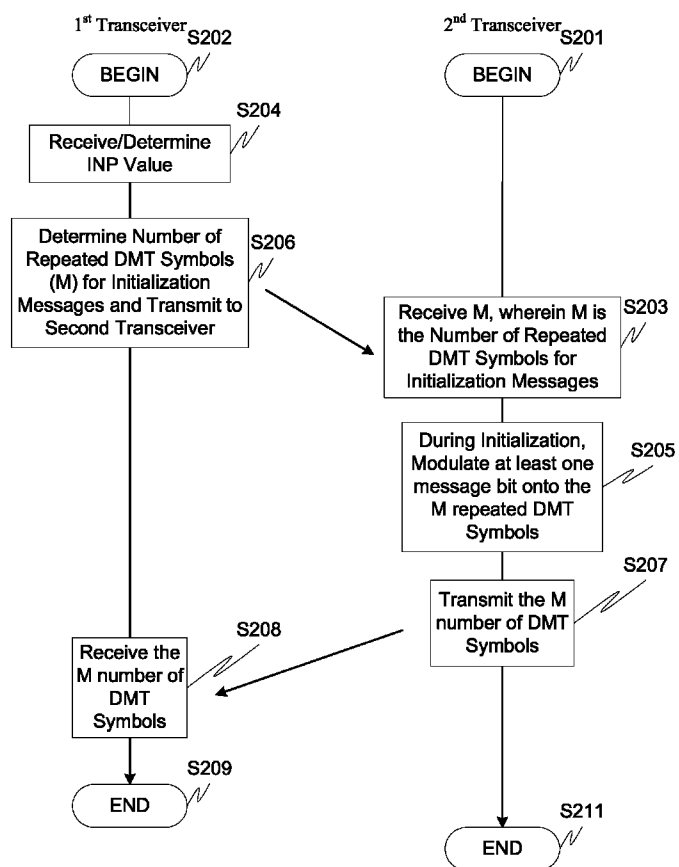 1st Transceiver
S202
BEGIN
S204
Receive/Determine
INP Value
Determine Number of
Repeated DMT Symbols
(M) for Initialization
Messages and Transmit to
Second Transceiver
S206
Receive the
M number of
DMT
Symbols
S208
S209
END
2nd Transceiver
S201
BEGIN
Receive M, wherein M is
the Number of Repeated
DMT Symbols for
Initialization Messages
S203
During Initialization,
Modulate at least one
message bit onto the
M repeated DMT
Symbols
S205
S207
Transmit the M
number of DMT
Symbols
S211
END